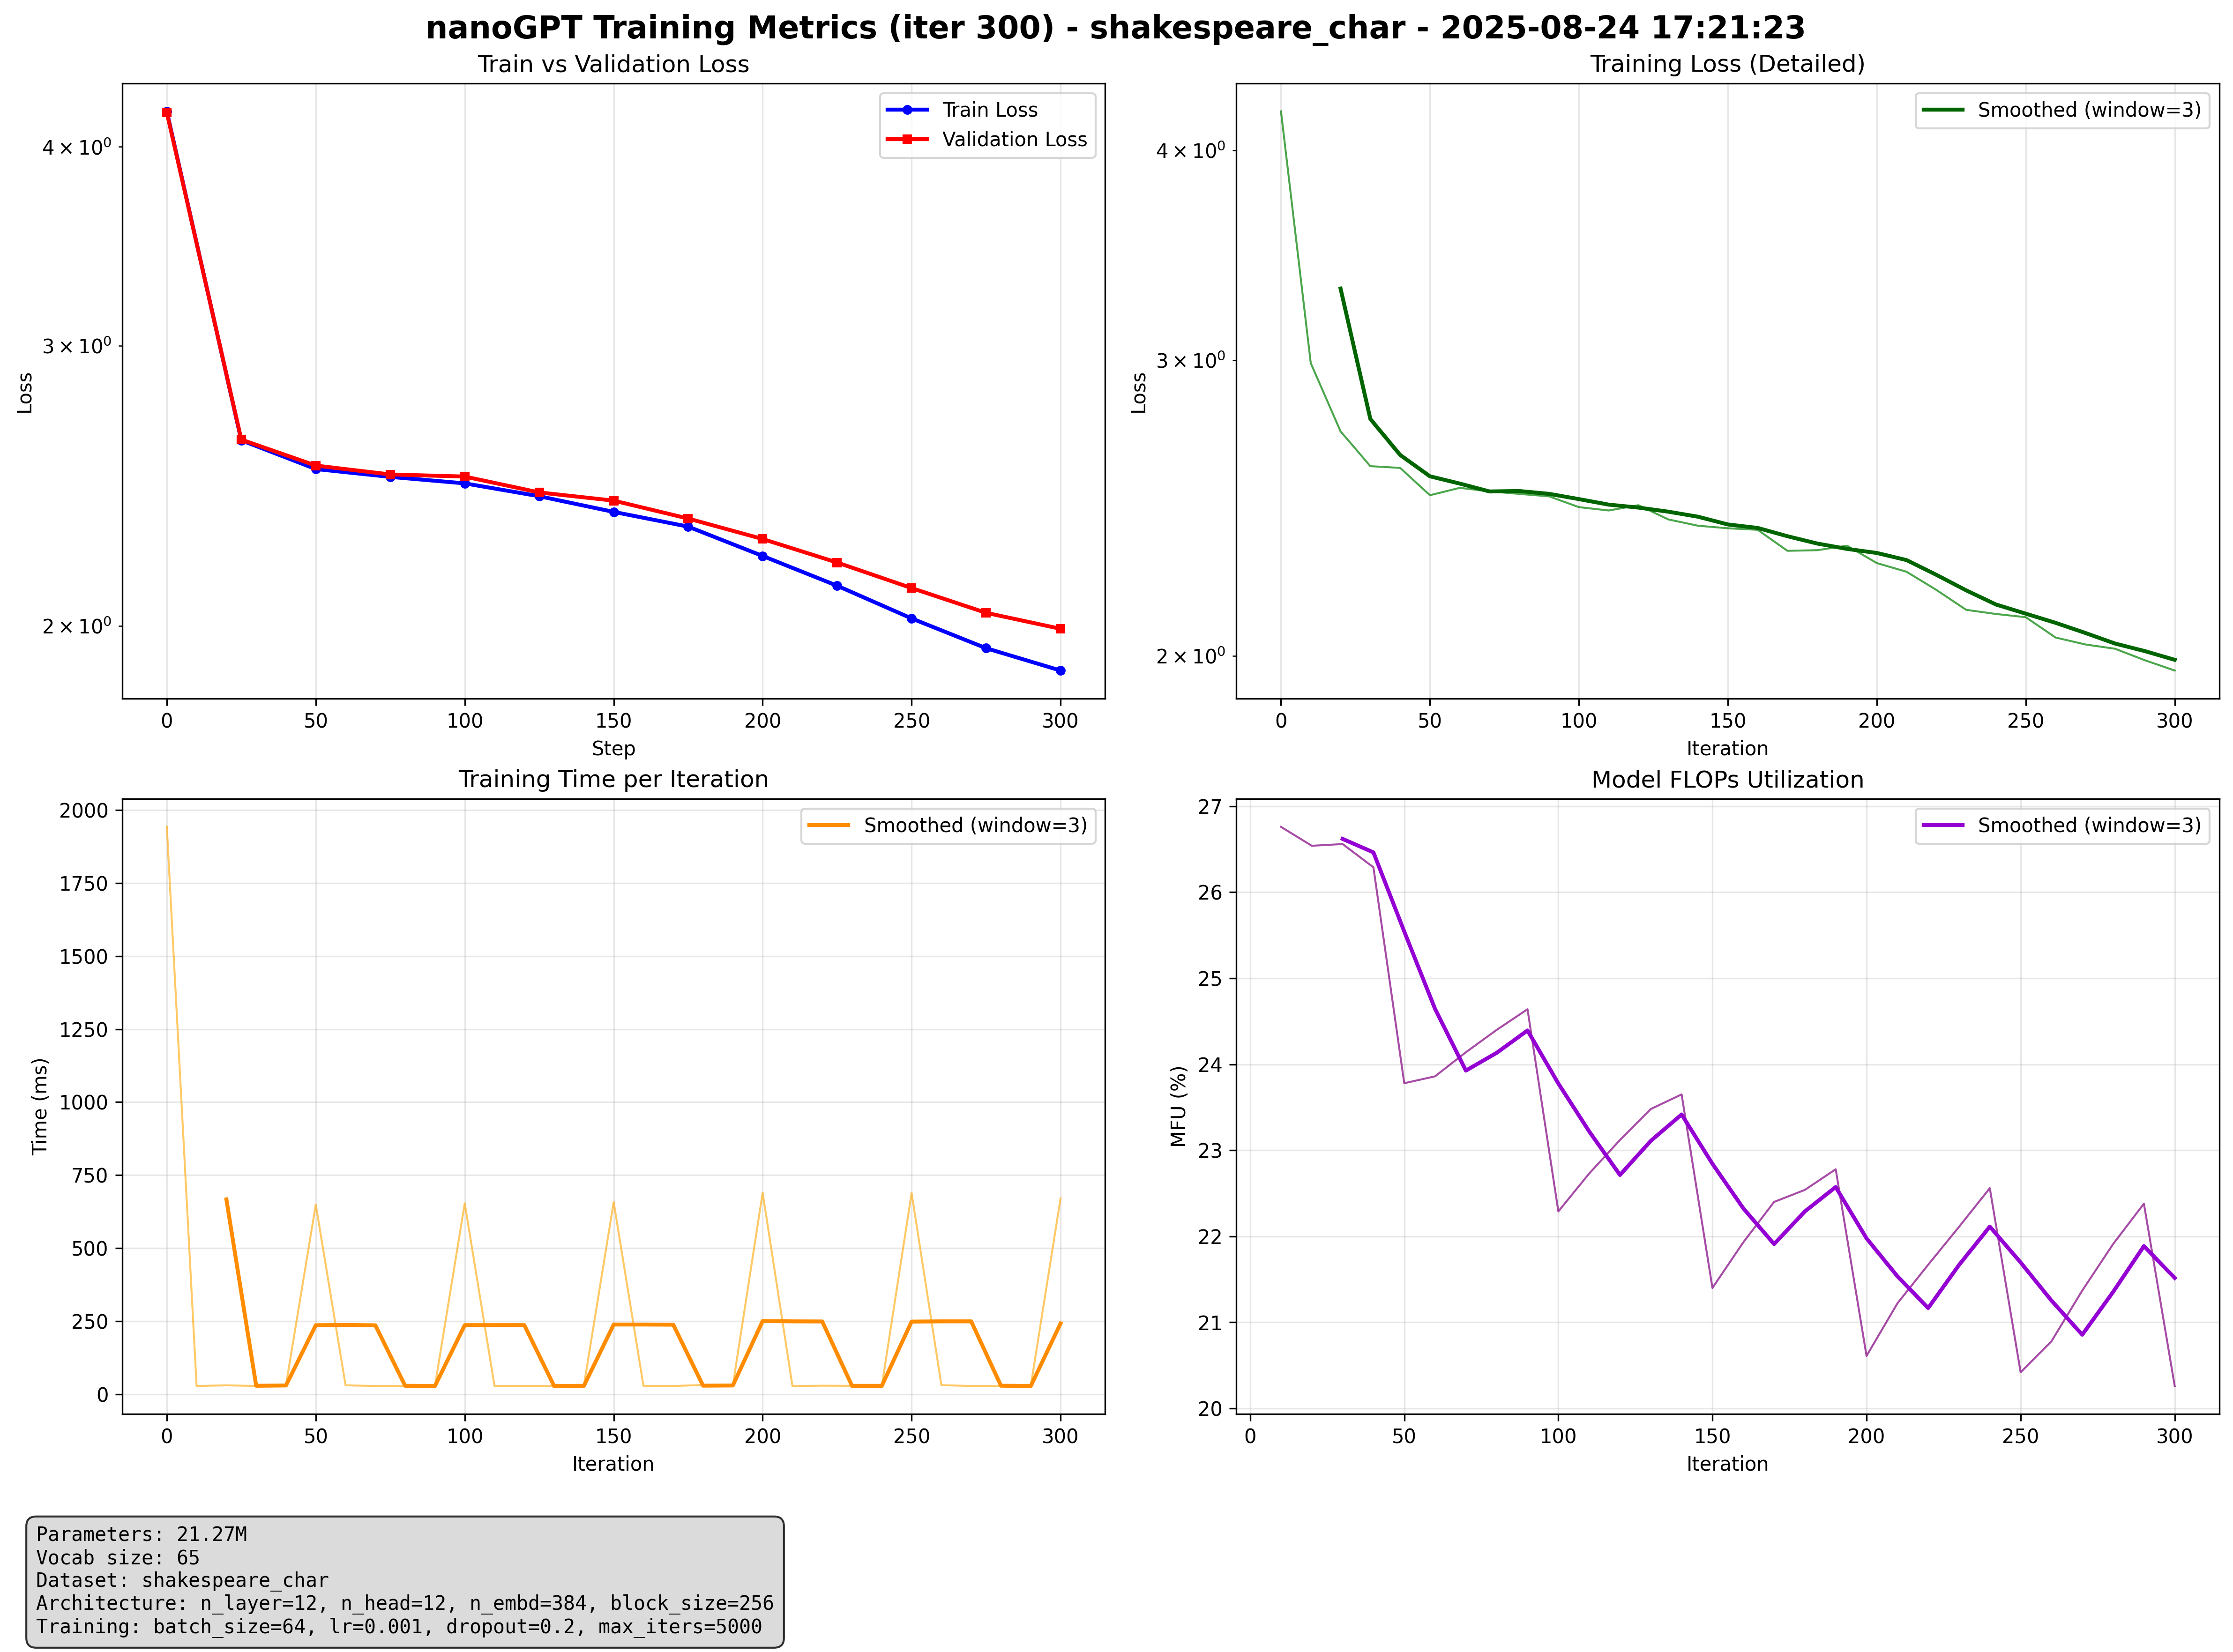 nanoGPT Training Metrics (iter 300) - shakespeare_char - 2025-08-24 17:21:23
Train vs Validation Loss
Train Loss
Validation Loss
4 × 10⁰
3 × 10⁰
2 × 10⁰
Loss
0 50 100 150 200 250 300
Step
Training Loss (Detailed)
Smoothed (window=3)
4 × 10⁰
3 × 10⁰
2 × 10⁰
Loss
0 50 100 150 200 250 300
Iteration
Training Time per Iteration
Smoothed (window=3)
2000
1750
1500
1250
1000
750
500
250
0
Time (ms)
0 50 100 150 200 250 300
Iteration
Model FLOPs Utilization
Smoothed (window=3)
27
26
25
24
23
22
21
20
MFU (%)
0 50 100 150 200 250 300
Iteration
Parameters: 21.27M
Vocab size: 65
Dataset: shakespeare_char
Architecture: n_layer=12, n_head=12, n_embd=384, block_size=256
Training: batch_size=64, lr=0.001, dropout=0.2, max_iters=5000